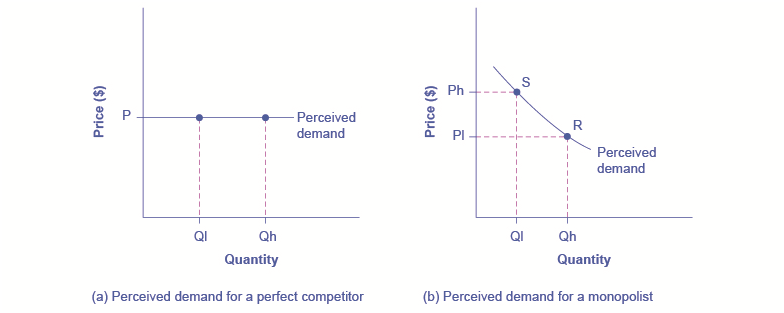 Price ($)
P
Perceived
demand
Ql
Qh
Quantity
(a) Perceived demand for a perfect competitor
Price ($)
Ph
Pl
S
R
Perceived
demand
Ql
Qh
Quantity
(b) Perceived demand for a monopolist